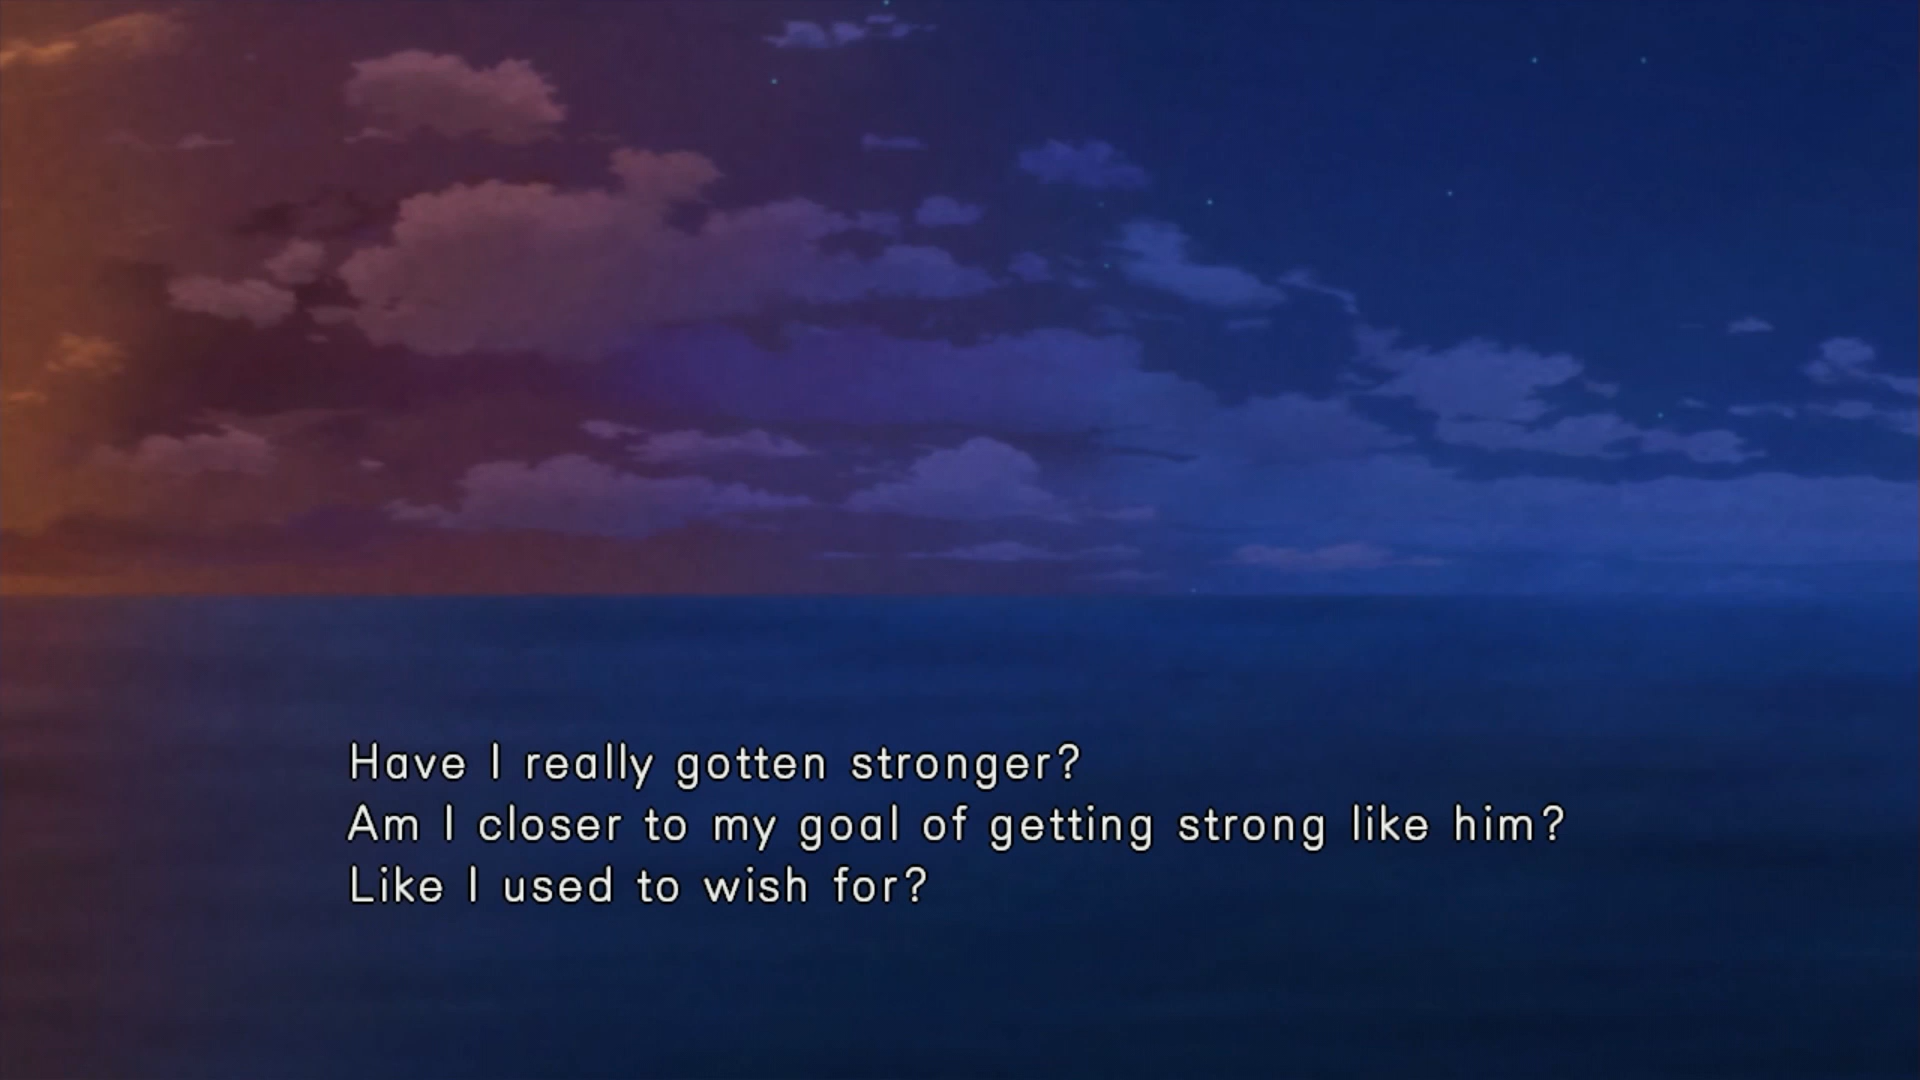 Have I really gotten stronger?
Am I closer to my goal of getting strong like him?
Like I used to wish for?